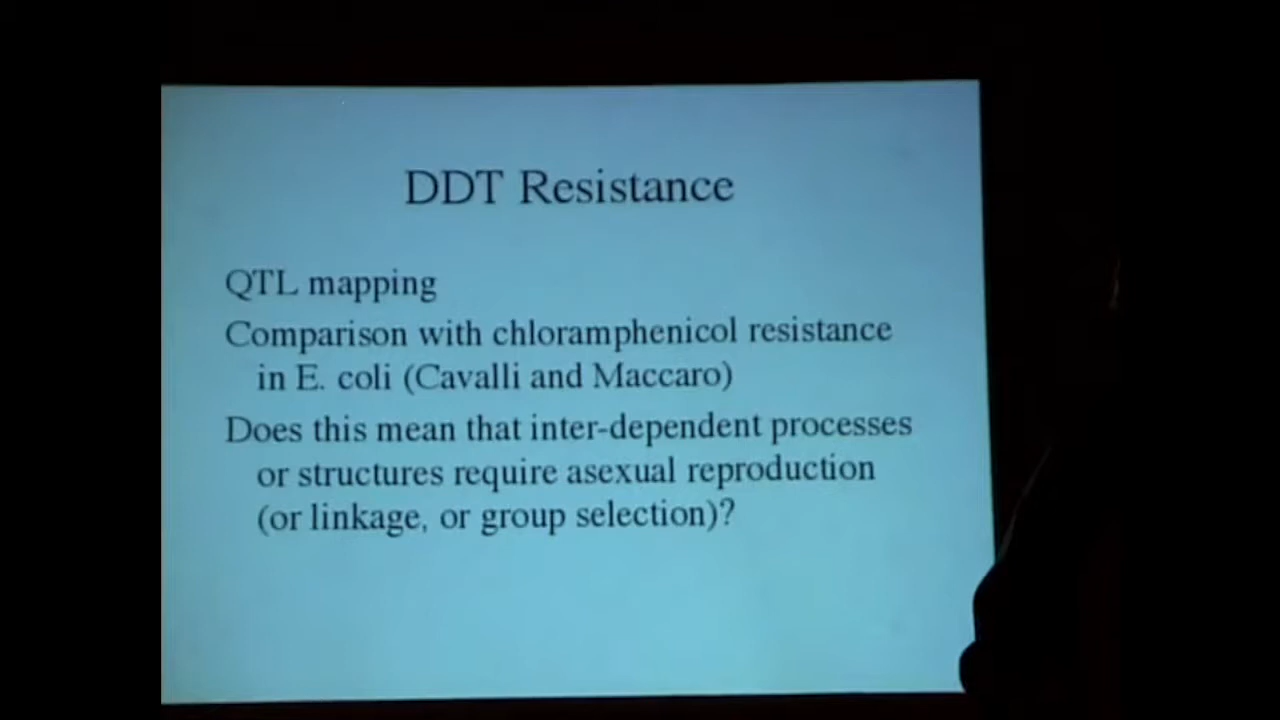 DDT Resistance
QTL mapping
Comparison with chloramphenicol resistance
in E. coli (Cavalli and Maccaro)
Does this mean that inter-dependent processes
or structures require asexual reproduction
(or linkage, or group selection)?